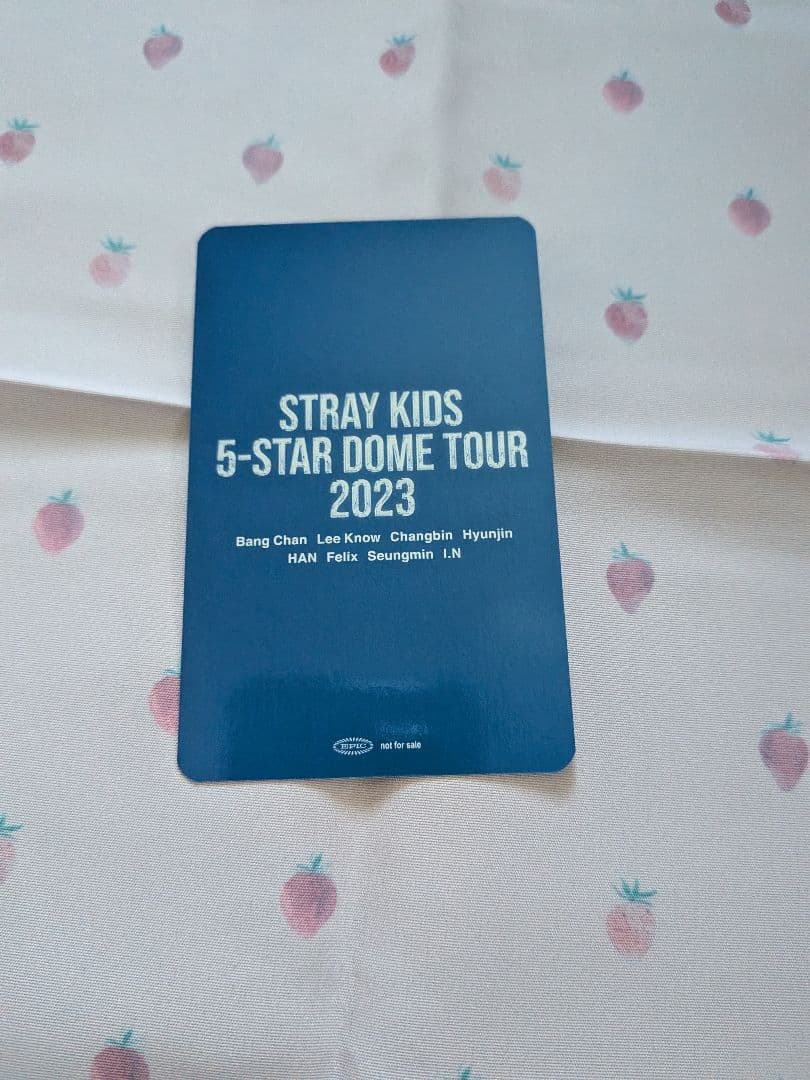 STRAY KIDS
5-STAR DOME TOUR
2023
Bang Chan Lee Know Changbin Hyunjin
HAN Felix Seungmin I.N
EPIC not for sale